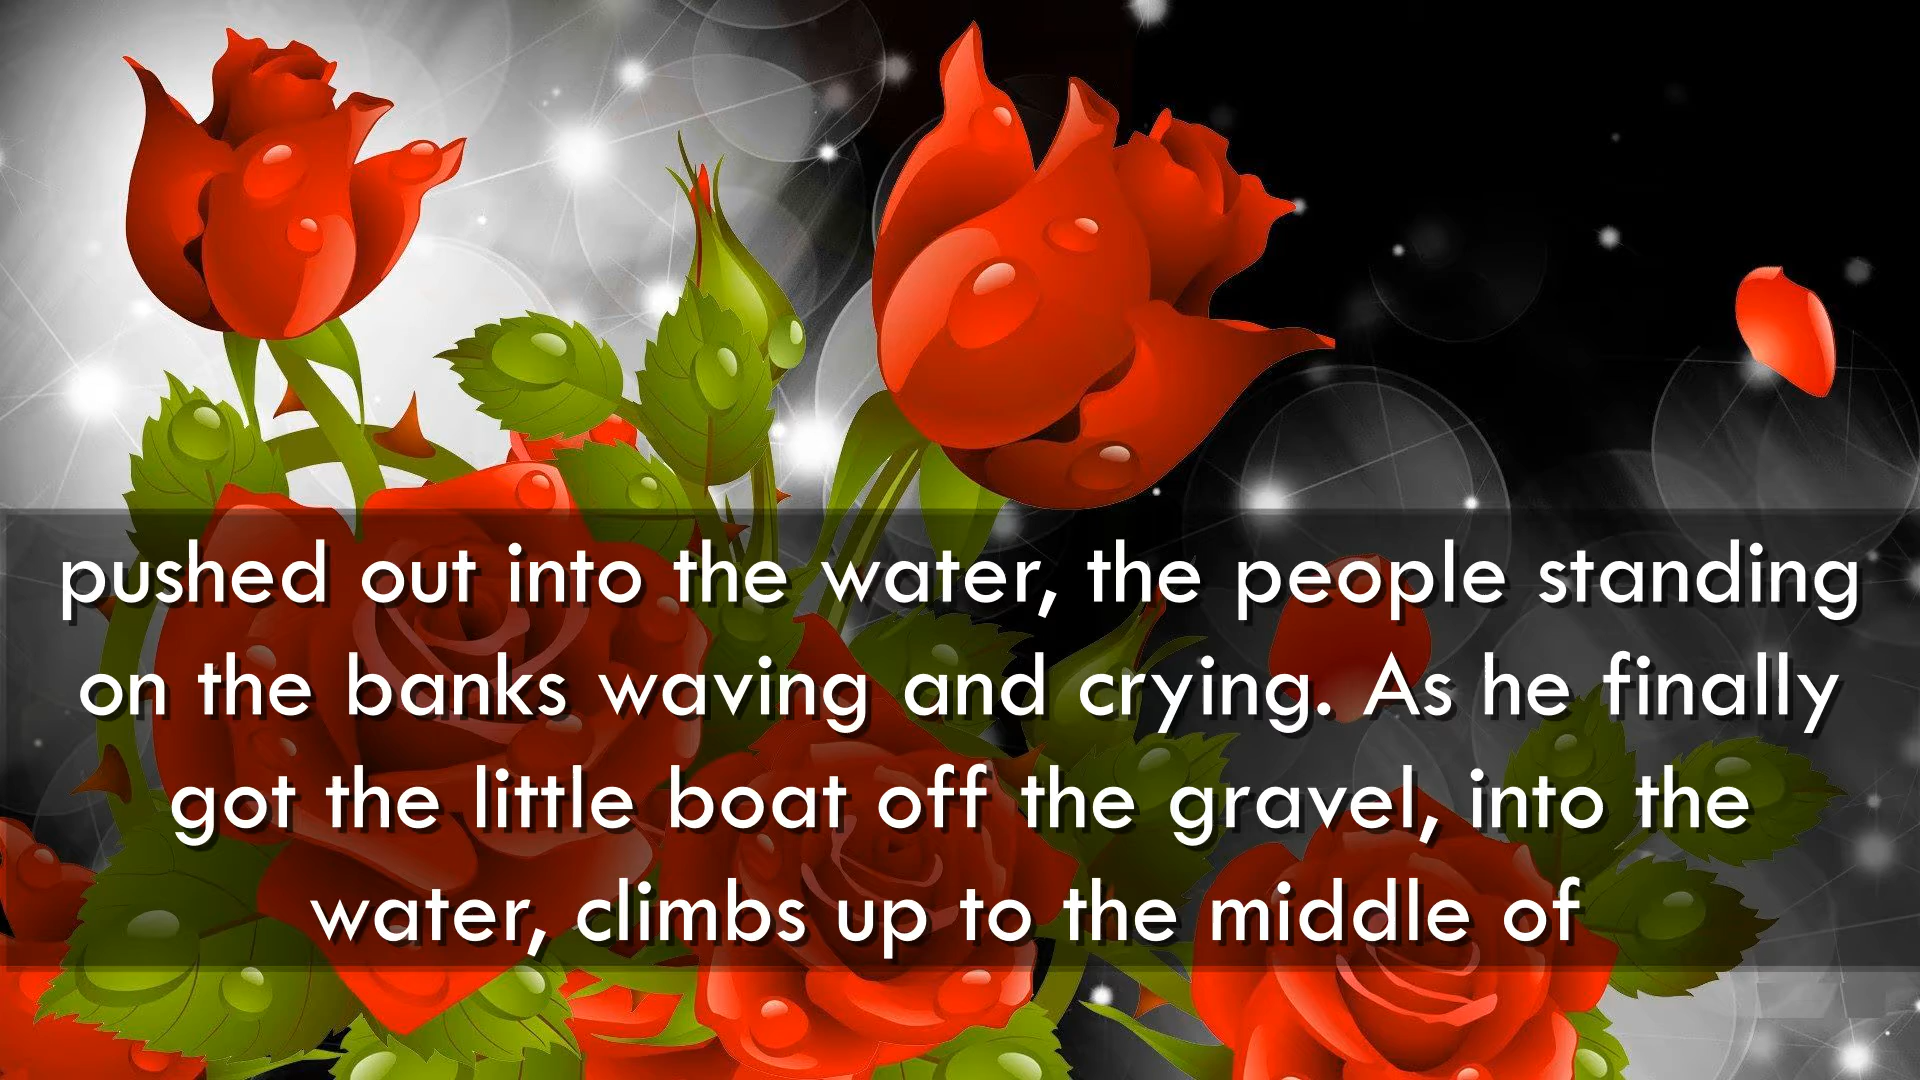 pushed out into the water, the people standing
on the banks waving and crying. As he finally
got the little boat off the gravel, into the
water, climbs up to the middle of